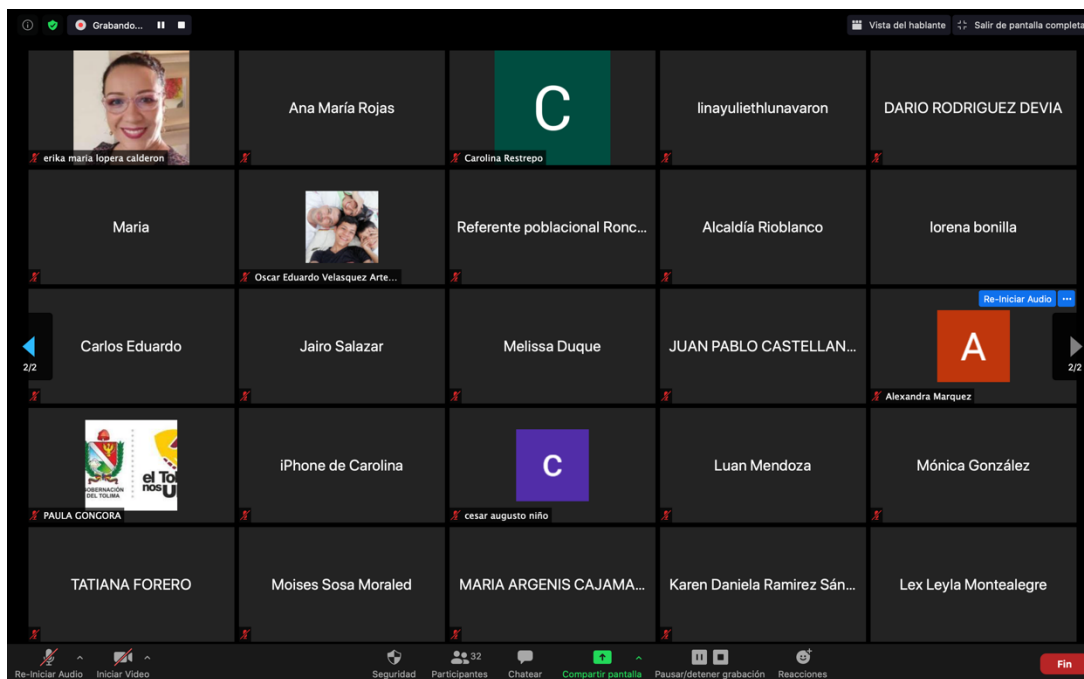 Grabando...
Vista del hablante
Salir de pantalla completa
erika maria lopera calderon
Ana María Rojas
C
Carolina Restrepo
linayuliethlunavaron
DARIO RODRIGUEZ DEVIA
Maria
Oscar Eduardo Velasquez Arte...
Referente poblacional Ronc...
Alcaldía Rioblanco
lorena bonilla
2/2
Carlos Eduardo
Jairo Salazar
Melissa Duque
JUAN PABLO CASTELLAN...
Re-Iniciar Audio
A
Alexandra Marquez
2/2
GOBERNACIÓN
DEL TOLIMA
el To
nos U
PAULA GONGORA
iPhone de Carolina
c
cesar augusto niño
Luan Mendoza
Mónica González
TATIANA FORERO
Moises Sosa Moraled
MARIA ARGENIS CAJAMA...
Karen Daniela Ramirez Sán...
Lex Leyla Montealegre
Re-Iniciar Audio
Iniciar Video
Seguridad
32
Participantes
Chatear
Compartir pantalla
Pausar/detener grabación
Reacciones
Fin